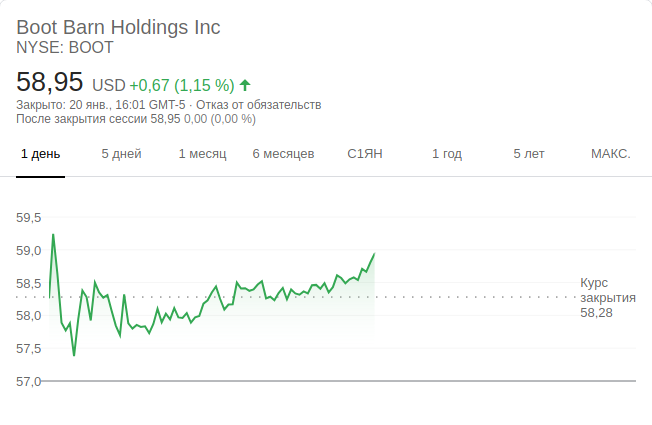 Boot Barn Holdings Inc
NYSE: BOOT
58,95 USD +0,67 (1,15 %)
Закрыто: 20 янв., 16:01 GMT-5 · Отказ от обязательств
После закрытия сессии 58,95 0,00 (0,00 %)
1 день 5 дней 1 месяц 6 месяцев С1ЯН 1 год 5 лет МАКС.
59,5
59,0
58,5
58,0
57,5
57,0
Курс
закрытия
58,28